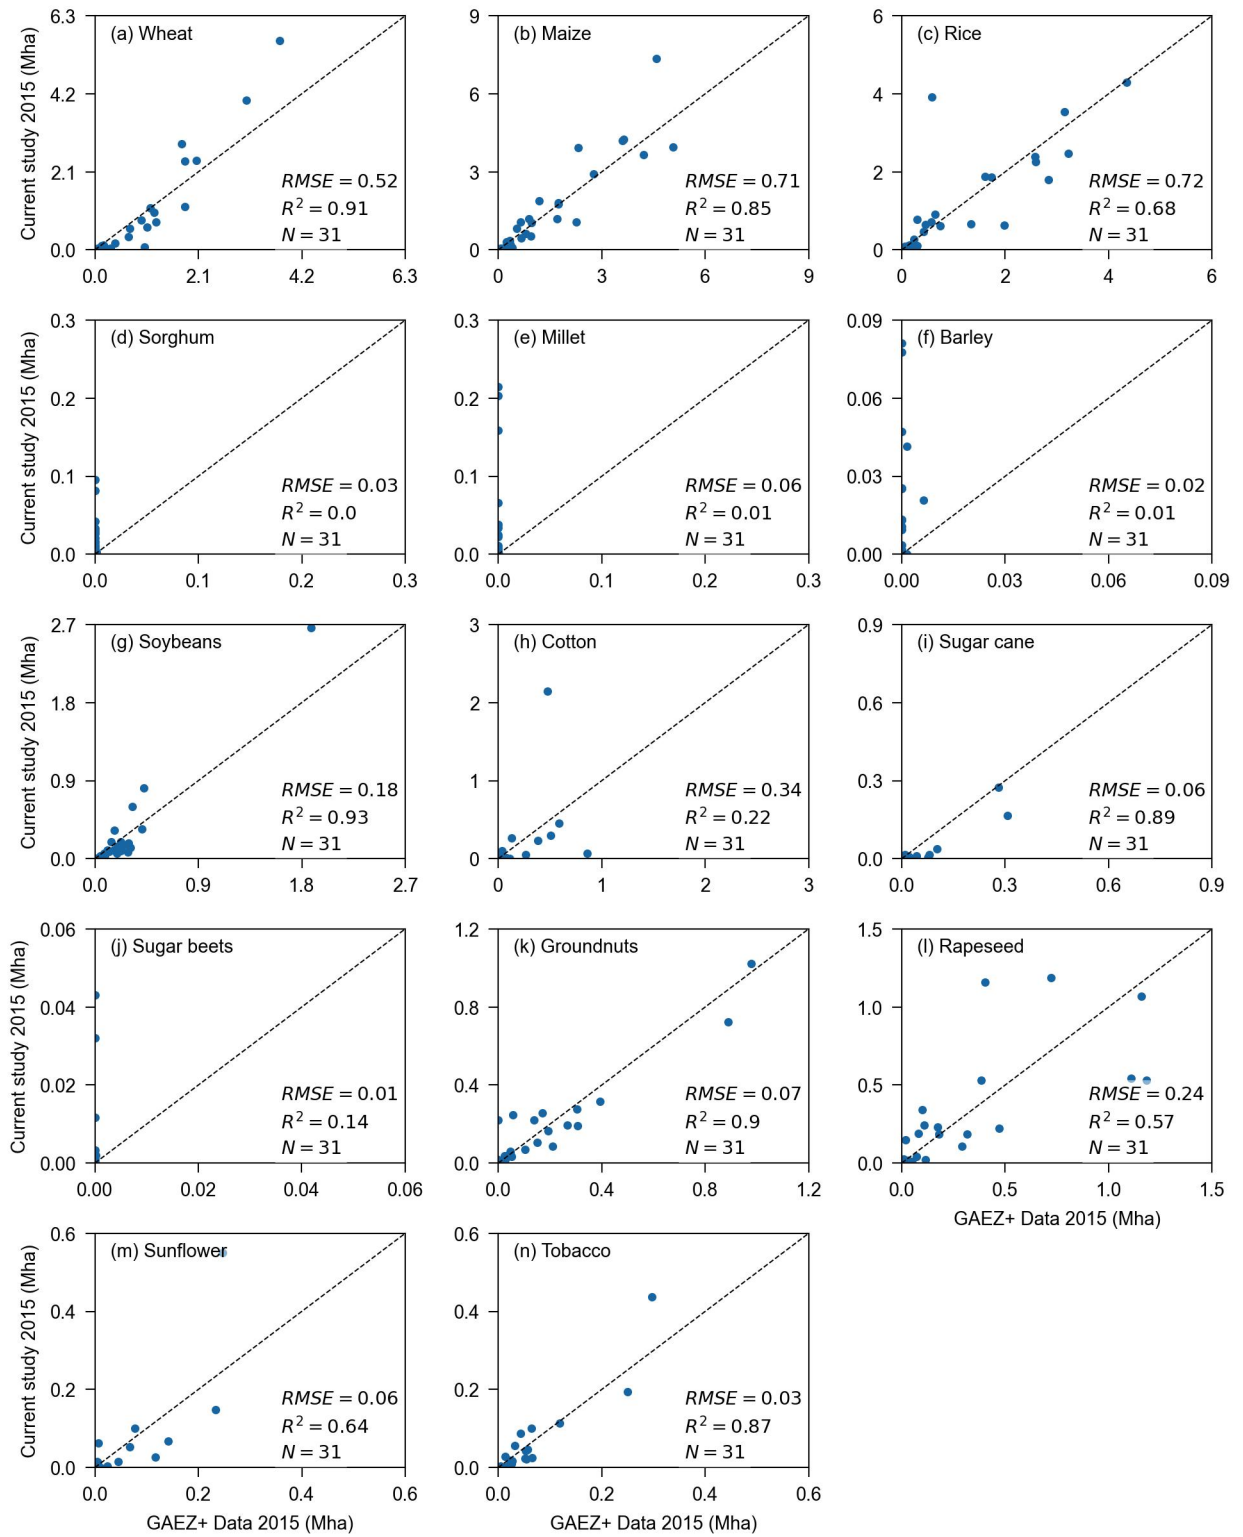 Current study 2015 (Mha)
6.3
4.2
2.1
0.0
(a) Wheat
RMSE = 0.52
R² = 0.91
N = 31
0.0 2.1 4.2 6.3
9
6
3
0
(b) Maize
RMSE = 0.71
R² = 0.85
N = 31
0 3 6 9
6
4
2
0
(c) Rice
RMSE = 0.72
R² = 0.68
N = 31
0 2 4 6
Current study 2015 (Mha)
0.3
0.2
0.1
0.0
(d) Sorghum
RMSE = 0.03
R² = 0.0
N = 31
0.0 0.1 0.2 0.3
0.3
0.2
0.1
0.0
(e) Millet
RMSE = 0.06
R² = 0.01
N = 31
0.0 0.1 0.2 0.3
0.09
0.06
0.03
0.00
(f) Barley
RMSE = 0.02
R² = 0.01
N = 31
0.00 0.03 0.06 0.09
Current study 2015 (Mha)
2.7
1.8
0.9
0.0
(g) Soybeans
RMSE = 0.18
R² = 0.93
N = 31
0.0 0.9 1.8 2.7
3
2
1
0
(h) Cotton
RMSE = 0.34
R² = 0.22
N = 31
0 1 2 3
0.9
0.6
0.3
0.0
(i) Sugar cane
RMSE = 0.06
R² = 0.89
N = 31
0.0 0.3 0.6 0.9
Current study 2015 (Mha)
0.06
0.04
0.02
0.00
(j) Sugar beets
RMSE = 0.01
R² = 0.14
N = 31
0.00 0.02 0.04 0.06
1.2
0.8
0.4
0.0
(k) Groundnuts
RMSE = 0.07
R² = 0.9
N = 31
0.0 0.4 0.8 1.2
1.5
1.0
0.5
0.0
(l) Rapeseed
RMSE = 0.24
R² = 0.57
N = 31
0.0 0.5 1.0 1.5
GAEZ+ Data 2015 (Mha)
Current study 2015 (Mha)
0.6
0.4
0.2
0.0
(m) Sunflower
RMSE = 0.06
R² = 0.64
N = 31
0.0 0.2 0.4 0.6
GAEZ+ Data 2015 (Mha)
0.6
0.4
0.2
0.0
(n) Tobacco
RMSE = 0.03
R² = 0.87
N = 31
0.0 0.2 0.4 0.6
GAEZ+ Data 2015 (Mha)